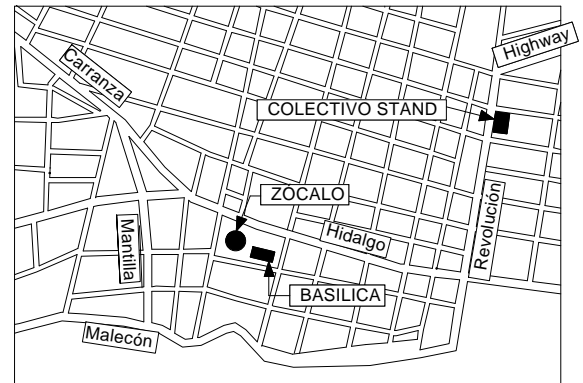 Highway
Carranza
COLECTIVO STAND
ZÓCALO
Hidalgo
Revolución
Mantilla
BASILICA
Malecón